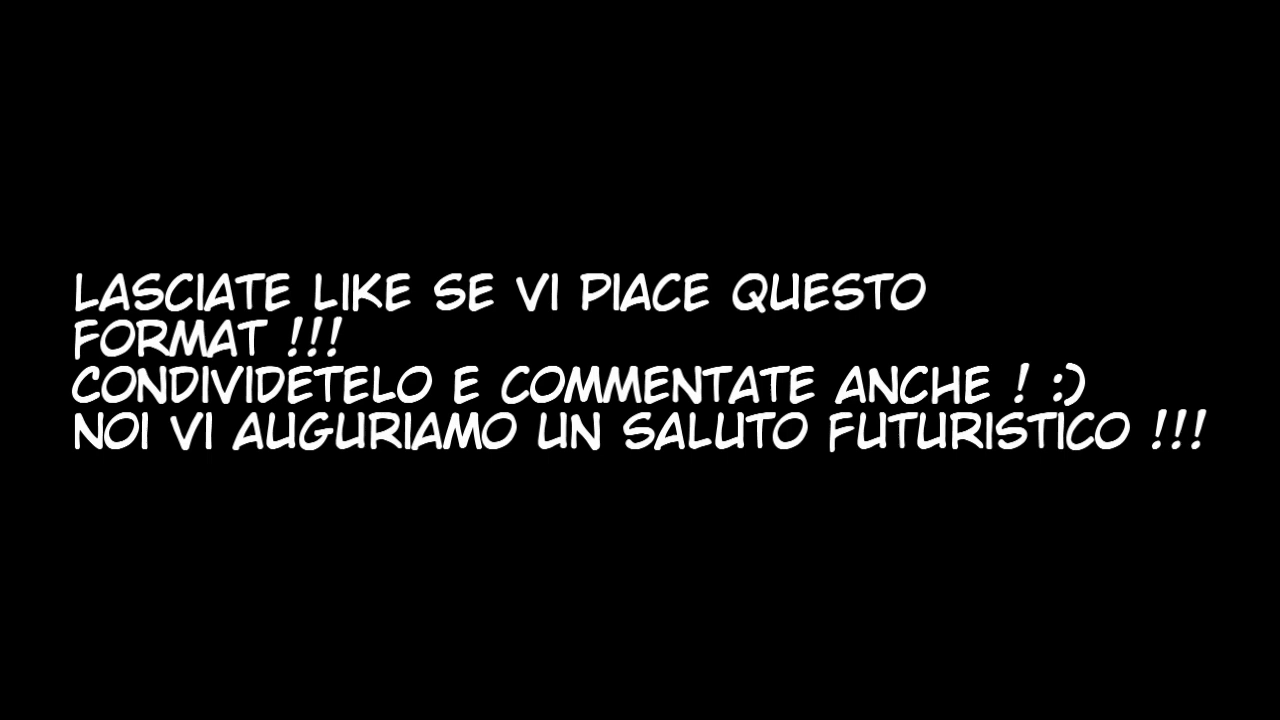 LASCIATE LIKE SE VI PIACE QUESTO
FORMAT !!!
CONDIVIDETELO E COMMENTATE ANCHE ! :)
NOI VI AUGURIAMO UN SALUTO FUTURISTICO !!!